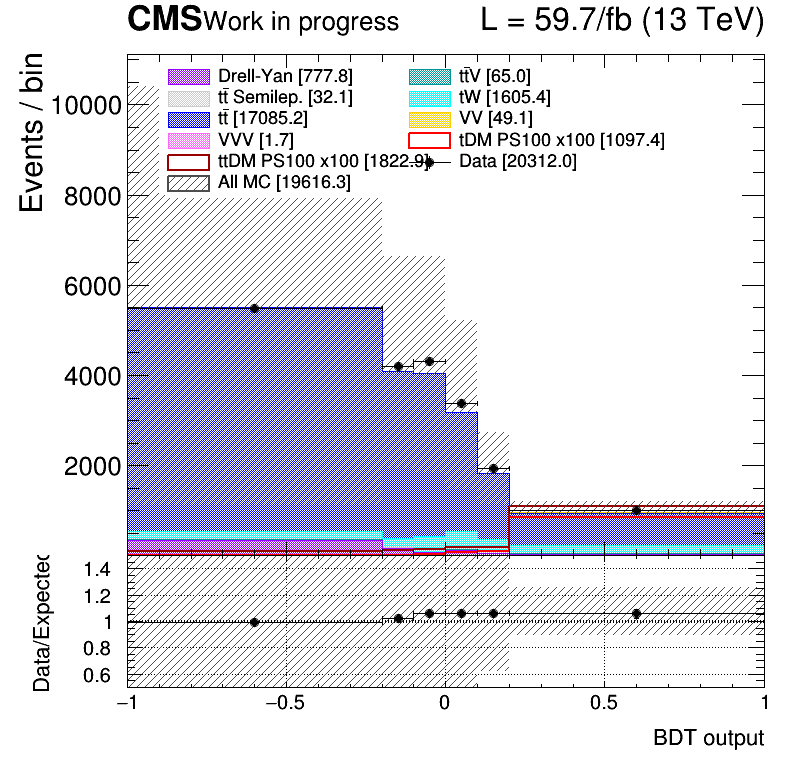 CMS Work in progress L = 59.7/fb (13 TeV)
Events / bin
10000
8000
6000
4000
2000
Drell-Yan [777.8] tt̄V [65.0]
tt̄ Semilep. [32.1] tW [1605.4]
tt̄ [17085.2] VV [49.1]
VVV [1.7] tDM PS100 x100 [1097.4]
ttDM PS100 x100 [1822.9] Data [20312.0]
All MC [19616.3]
Data/Expected
1.4
1.2
1
0.8
0.6
−1 −0.5 0 0.5 1
BDT output